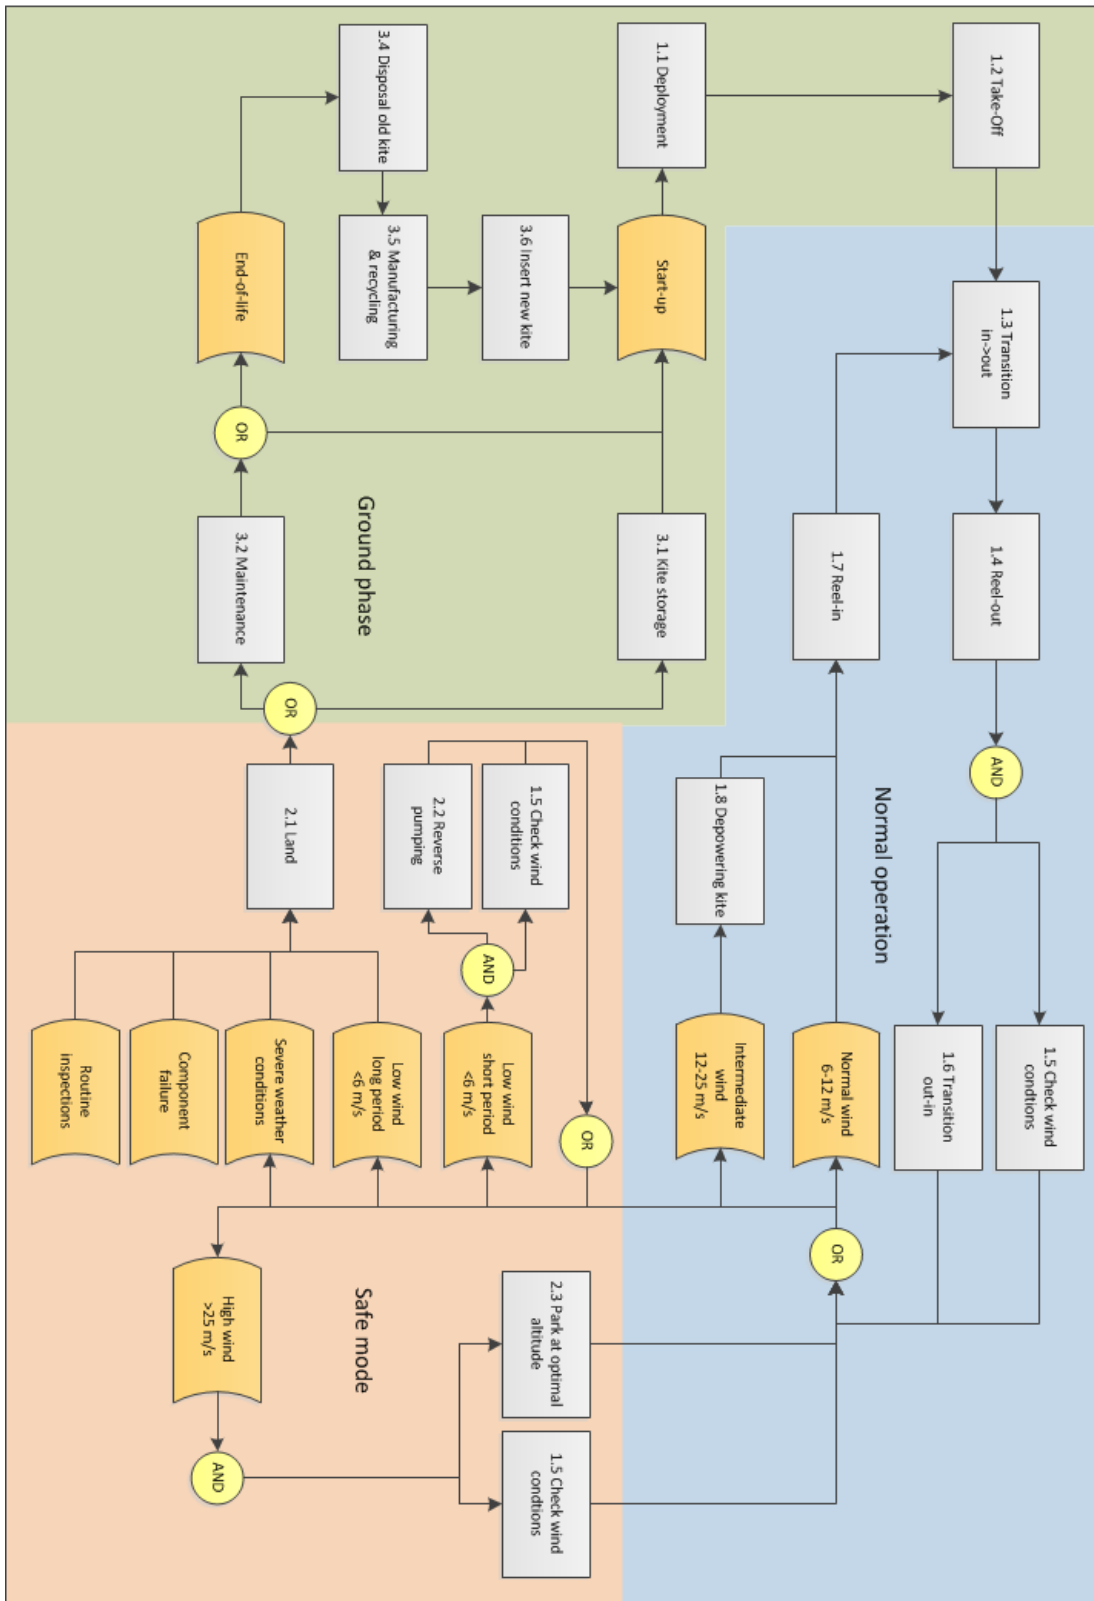 1.2 Take-Off
1.3 Transition
in->out
1.4 Reel-out
AND
1.5 Check wind
condtions
1.6 Transition
out-in
1.1 Deployment
Start-up
1.7 Reel-in
Normal operation
Normal wind
6-12 m/s
OR
1.8 Depowering kite
Intermediate
wind
12-25 m/s
3.1 Kite storage
3.4 Disposal old
kite
3.5 Manufacturing
& recycling
3.6 Insert new kite
Ground phase
End-of-life
OR
3.2 Maintenance
OR
OR
1.5 Check wind
conditions
2.2 Reverse
pumping
AND
Low wind
short period
<6 m/s
2.1 Land
Low wind
long period
<6 m/s
Severe weather
conditions
Component
failure
Routine
inspections
Safe mode
2.3 Park at optimal
altitude
1.5 Check wind
condtions
High wind
>25 m/s
AND